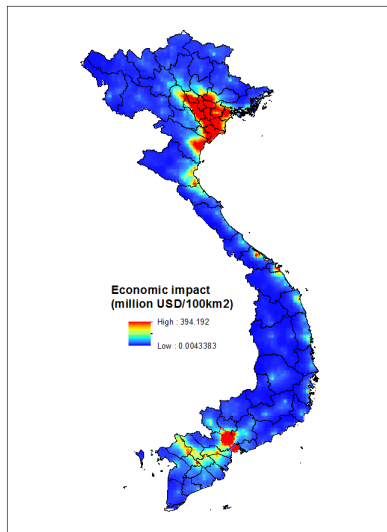 Economic impact
(million USD/100km2)
High : 394.192
Low : 0.0043383